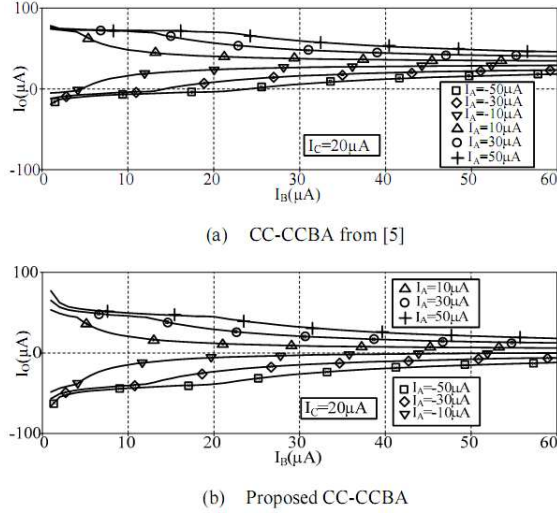 100
0
-100
I_O(µA)
I_A=-50µA
I_A=-30µA
I_A=-10µA
I_A=10µA
I_A=30µA
I_A=50µA
I_C=20µA
0 10 20 30 40 50 60
I_B(µA)
(a) CC-CCBA from [5]
100
0
-100
I_O(µA)
I_A=10µA
I_A=30µA
I_A=50µA
I_A=-50µA
I_A=-30µA
I_A=-10µA
I_C=20µA
0 10 20 30 40 50 60
I_B(µA)
(b) Proposed CC-CCBA